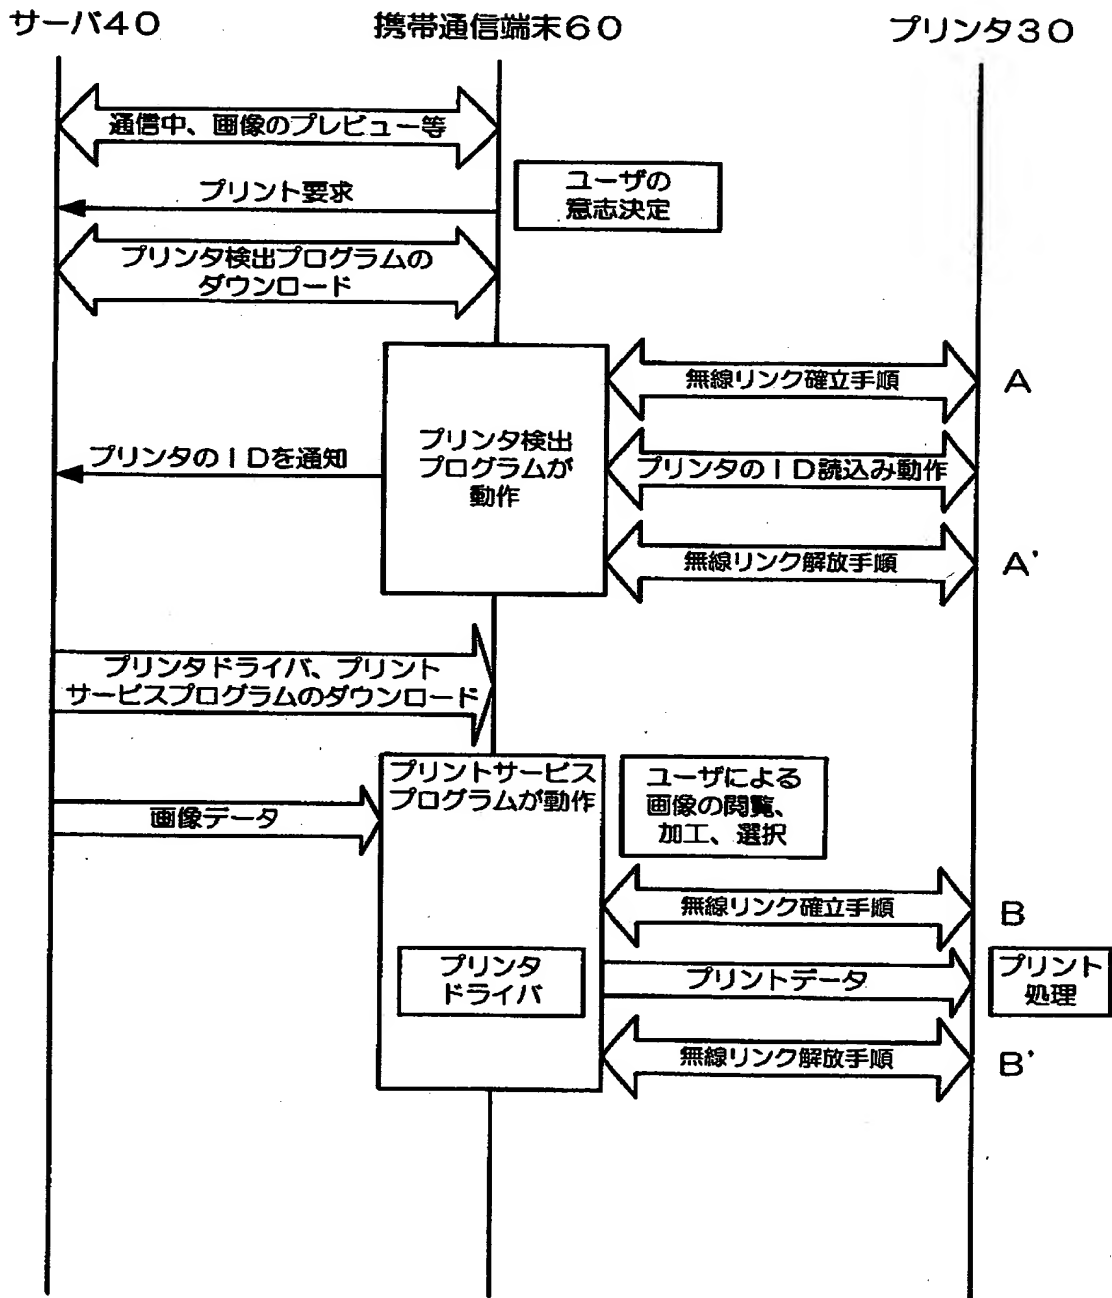 サーバ40
携帯通信端末60
プリンタ30
通信中、画像のプレビュー等
プリント要求
ユーザの
意志決定
プリンタ検出プログラムの
ダウンロード
無線リンク確立手順
A
プリンタ検出
プログラムが
動作
プリンタのIDを通知
プリンタのID読込み動作
無線リンク解放手順
A'
プリンタドライバ、プリント
サービスプログラムのダウンロード
プリントサービス
プログラムが動作
ユーザによる
画像の閲覧、
加工、選択
画像データ
無線リンク確立手順
B
プリンタ
ドライバ
プリントデータ
プリント
処理
無線リンク解放手順
B'